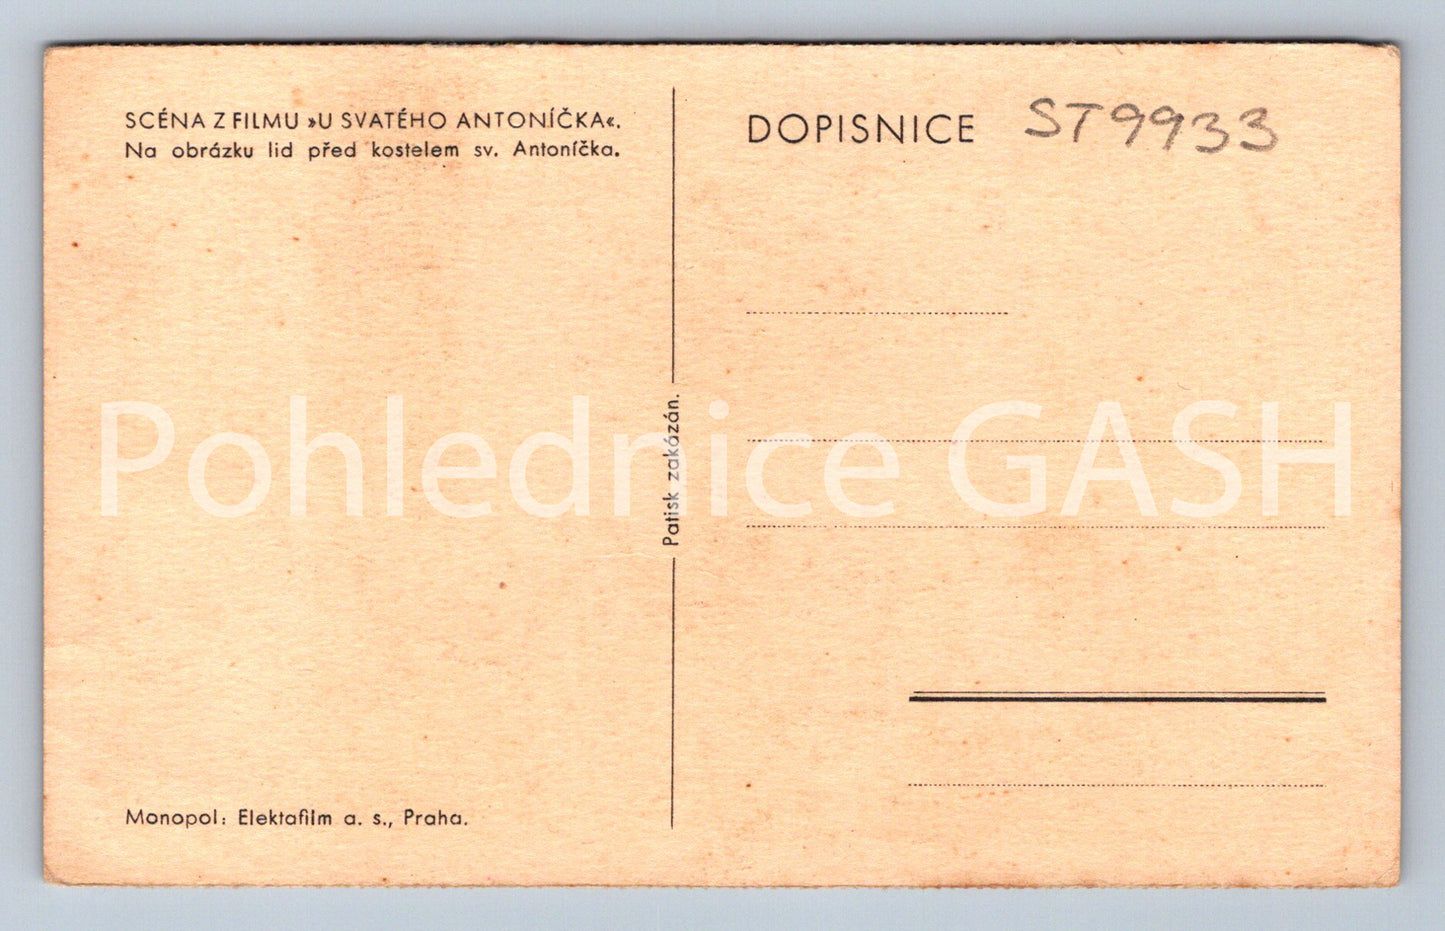 SCÉNA Z FILMU »U SVATÉHO ANTONÍČKA«.
Na obrázku lid před kostelem sv. Antoníčka.
Monopol: Elektafilm a. s., Praha.
Patisk zakázán.
DOPISNICE
ST9933
Pohlednice GASH